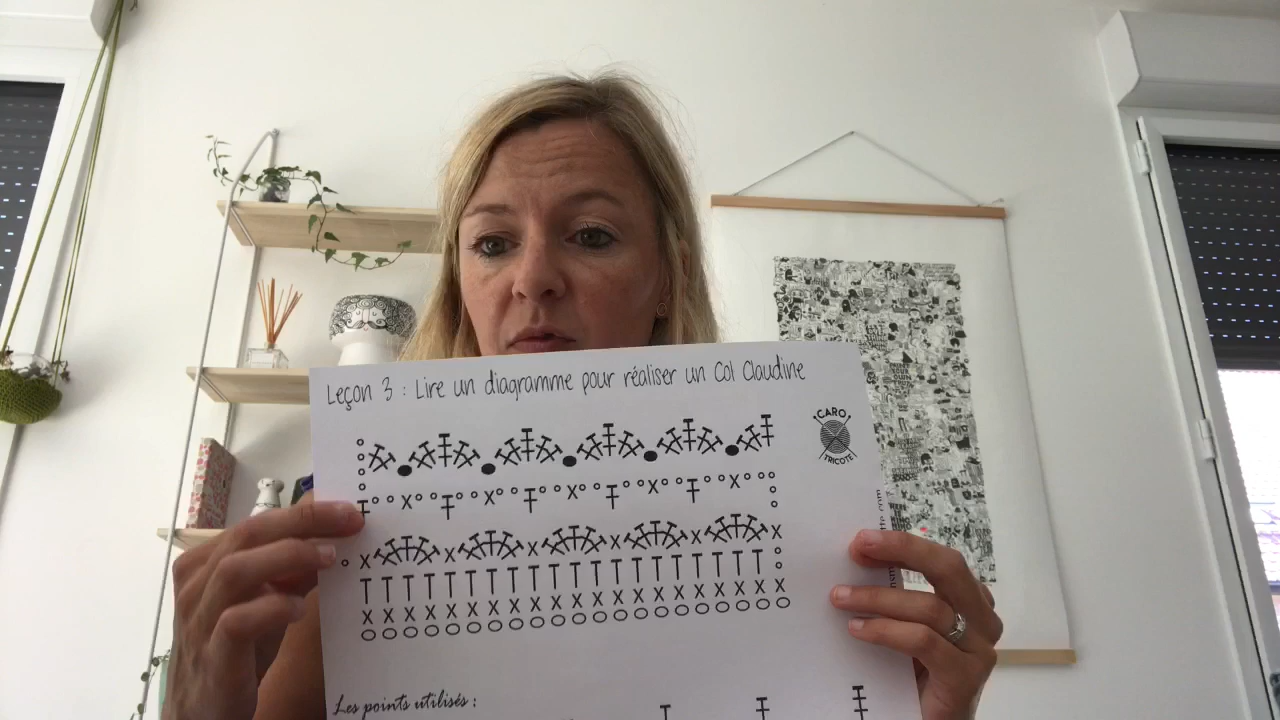 Leçon 3 : Lire un diagramme pour réaliser un Col Claudine
CARO
TRICOTE
Les points utilisés :